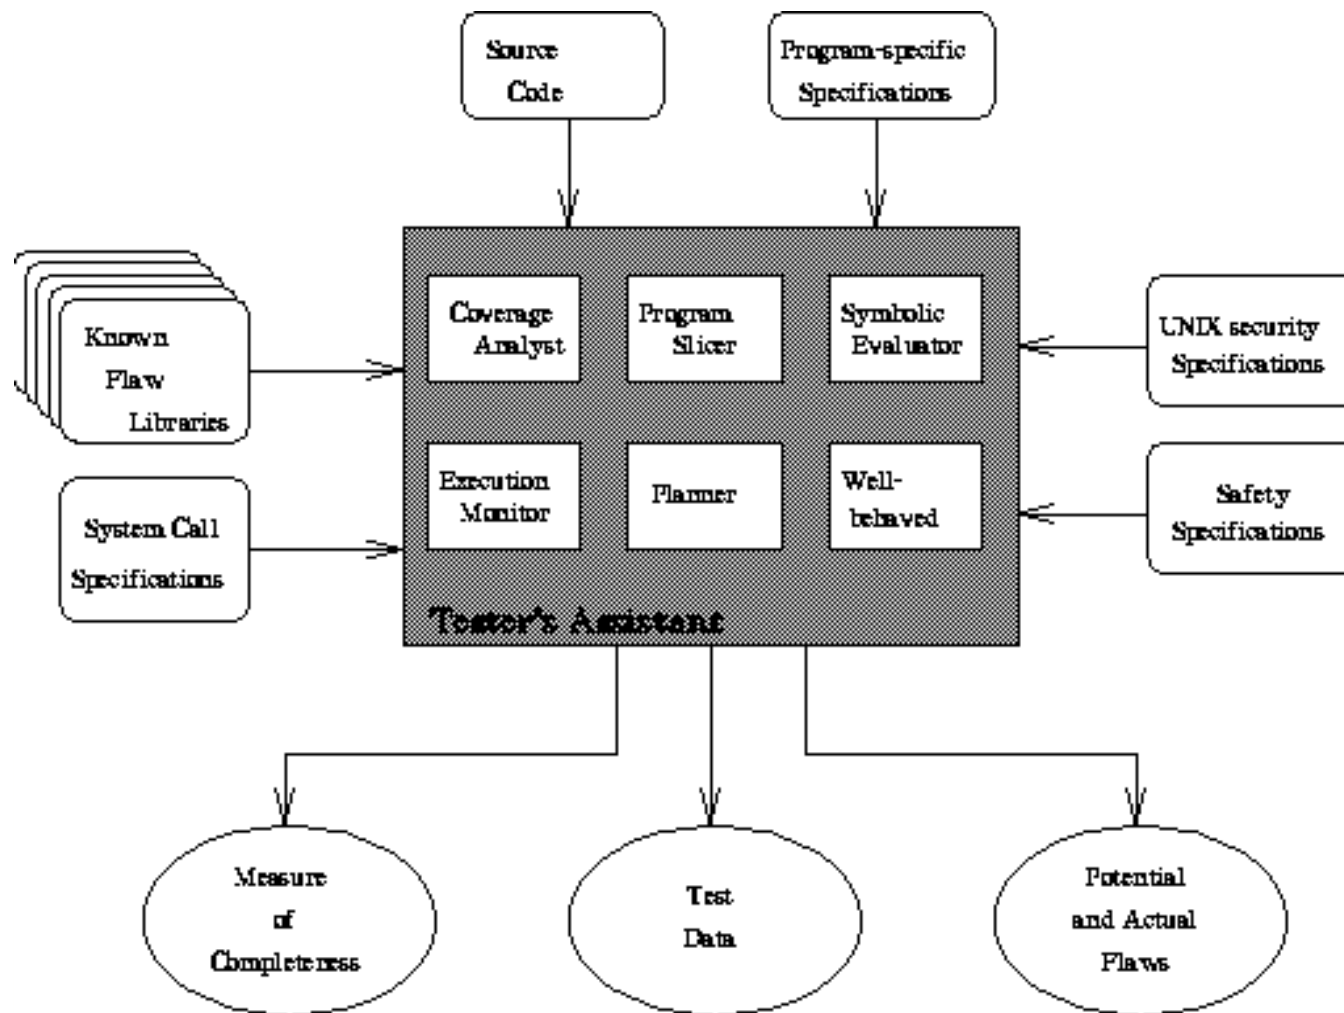 Source
Code
Program-specific
Specifications
Known
Flaw
Libraries
System Call
Specifications
Coverage
Analyst
Program
Slicer
Symbolic
Evaluator
Execution
Monitor
Planner
Well-
behaved
Tester's Assistant
UNIX security
Specifications
Safety
Specifications
Measure
of
Completeness
Test
Data
Potential
and Actual
Flaws